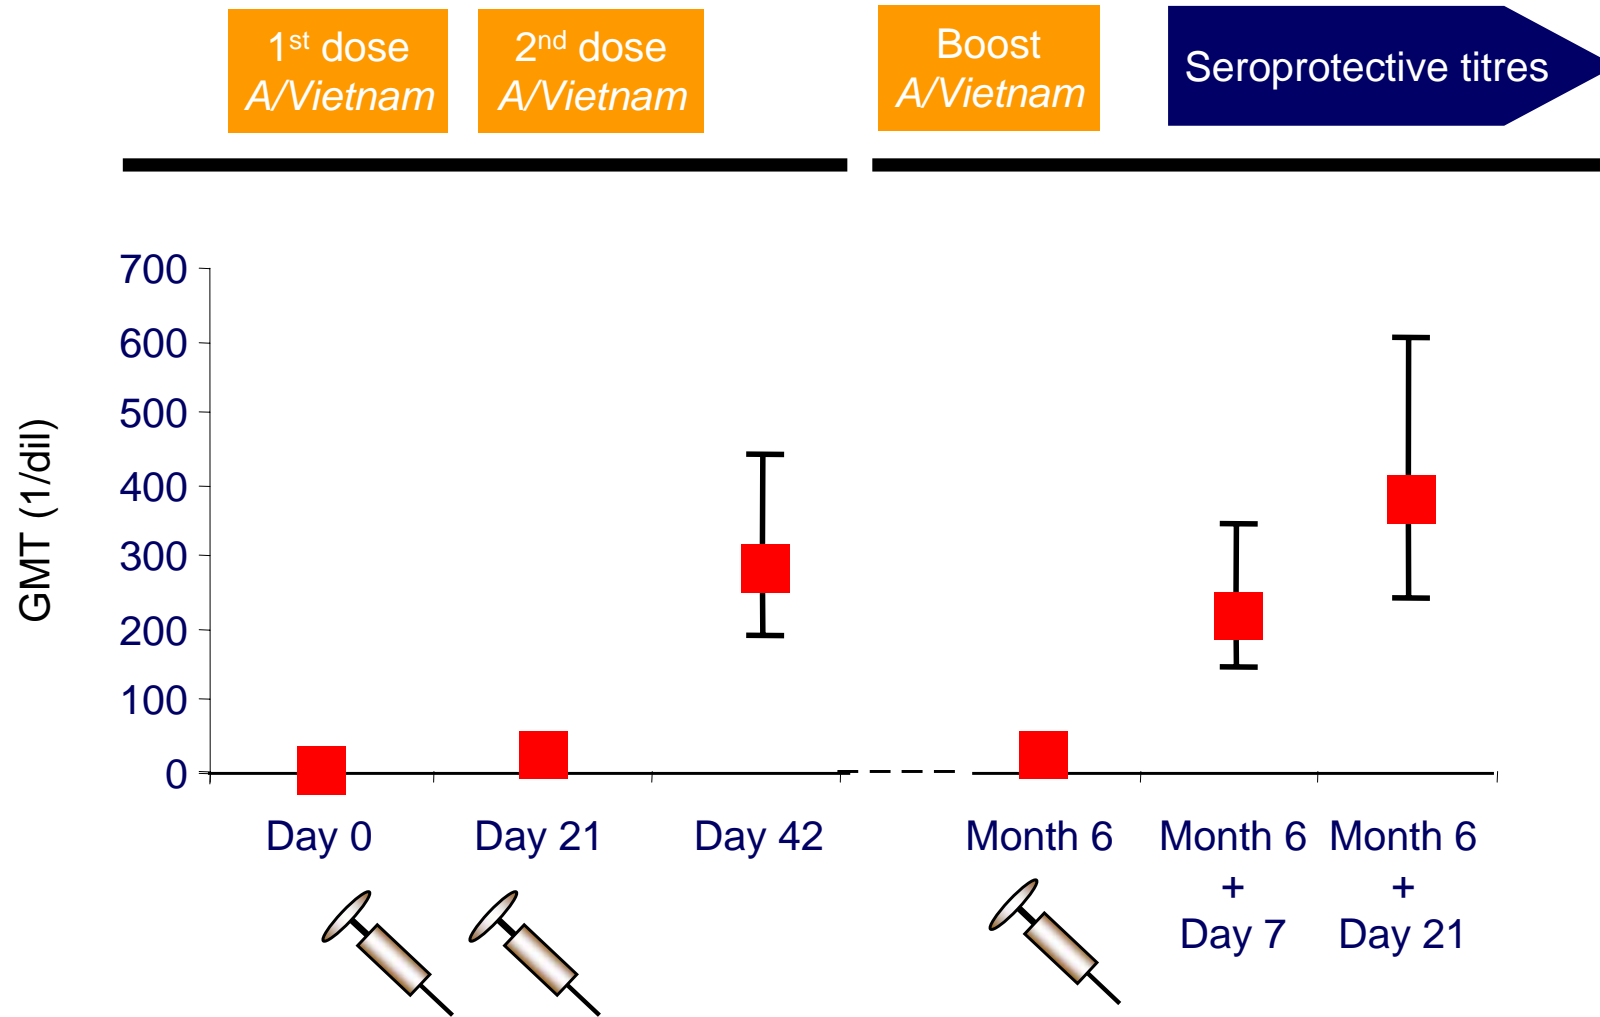 1st dose
A/Vietnam
2nd dose
A/Vietnam
Boost
A/Vietnam
Seroprotective titres
GMT (1/dil)
700
600
500
400
300
200
100
0
Day 0
Day 21
Day 42
Month 6
Month 6
+
Day 7
Month 6
+
Day 21